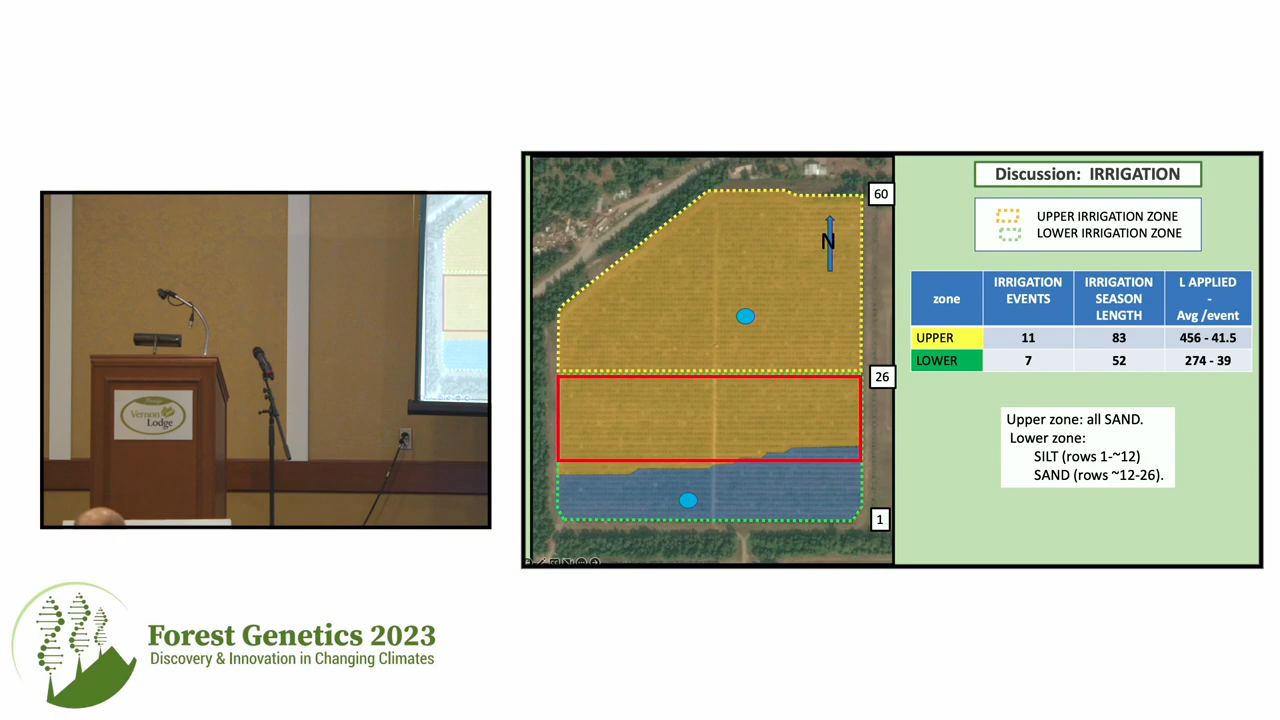 Vernon
Lodge
Forest Genetics 2023
Discovery & Innovation in Changing Climates
60
N
26
1
Discussion: IRRIGATION
UPPER IRRIGATION ZONE
LOWER IRRIGATION ZONE
zone IRRIGATION EVENTS IRRIGATION SEASON LENGTH L APPLIED - Avg /event
UPPER 11 83 456 - 41.5
LOWER 7 52 274 - 39
Upper zone: all SAND.
Lower zone:
SILT (rows 1-~12)
SAND (rows ~12-26).